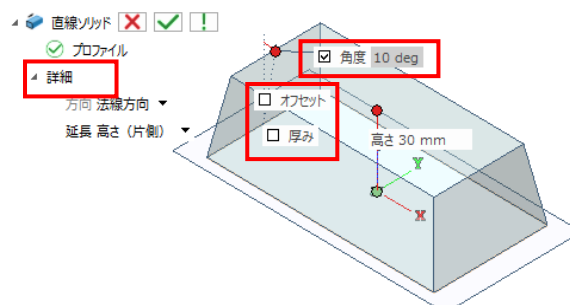 直線ソリッド
プロファイル
詳細
方向 法線方向
延長 高さ (片側)
角度 10 deg
オフセット
厚み
高さ 30 mm
Y
X